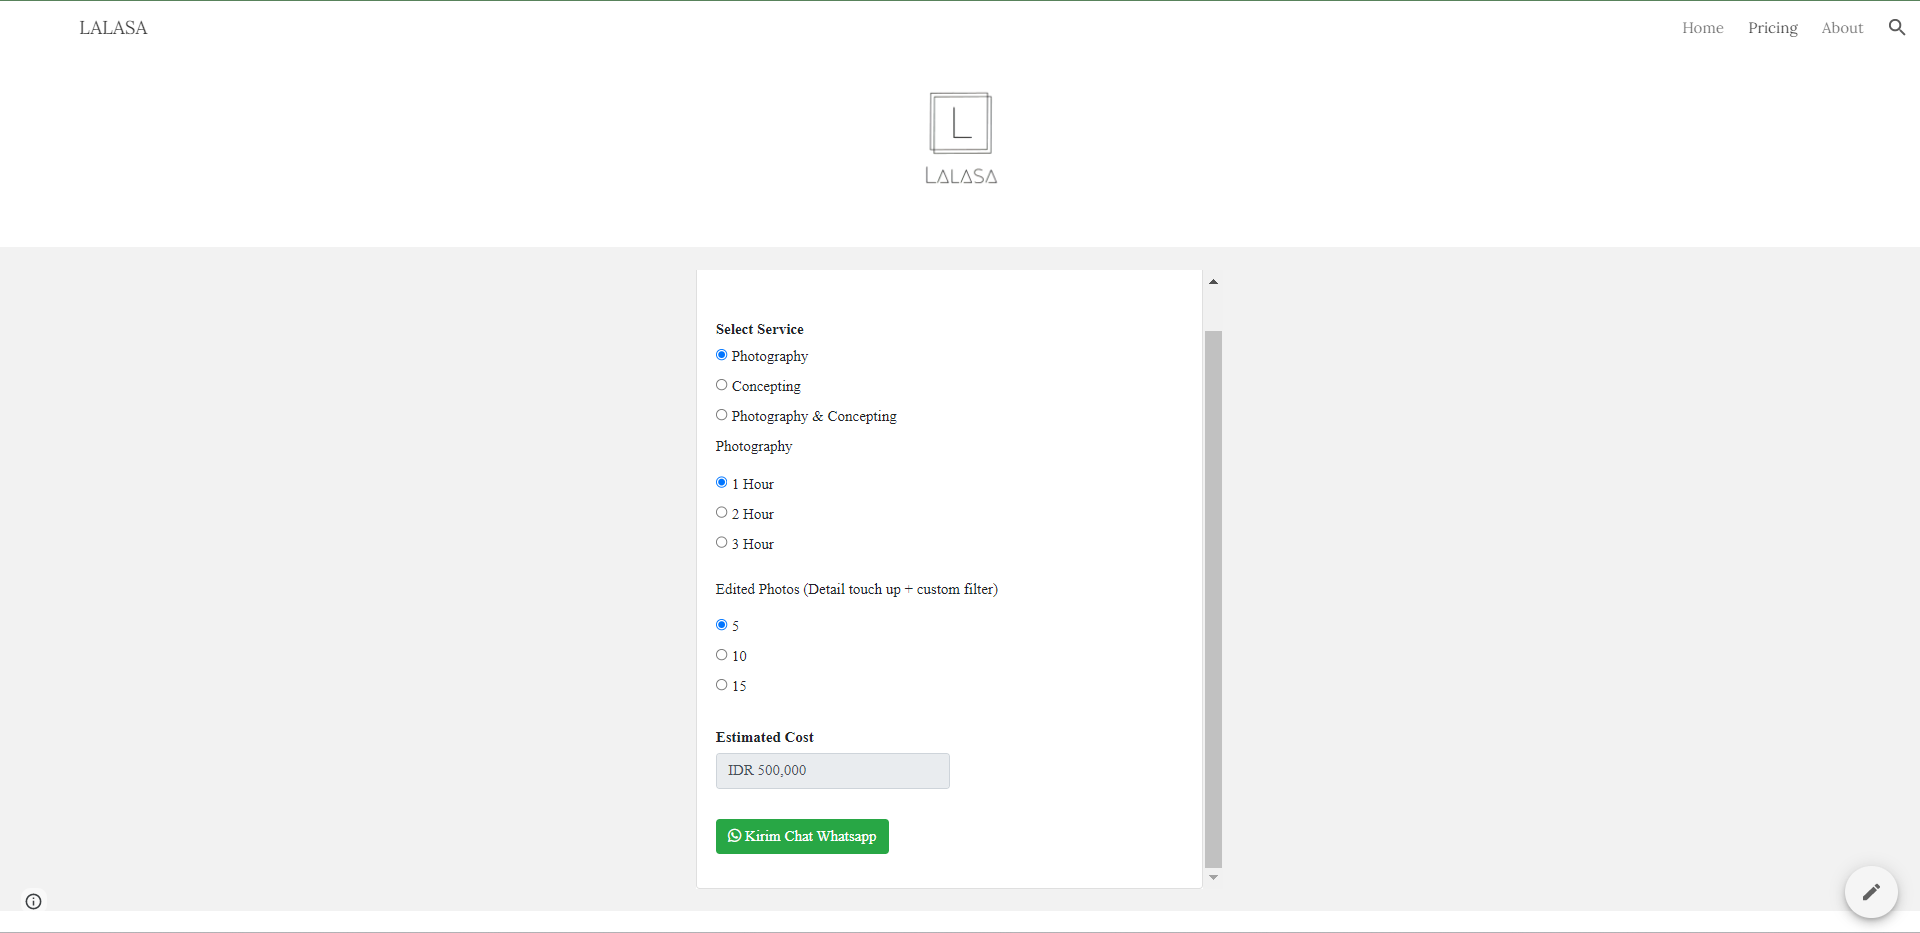 LALASA
Home Pricing About
L
LALASA
Select Service
Photography
Concepting
Photography & Concepting
Photography
1 Hour
2 Hour
3 Hour
Edited Photos (Detail touch up + custom filter)
5
10
15
Estimated Cost
IDR 500,000
Kirim Chat Whatsapp